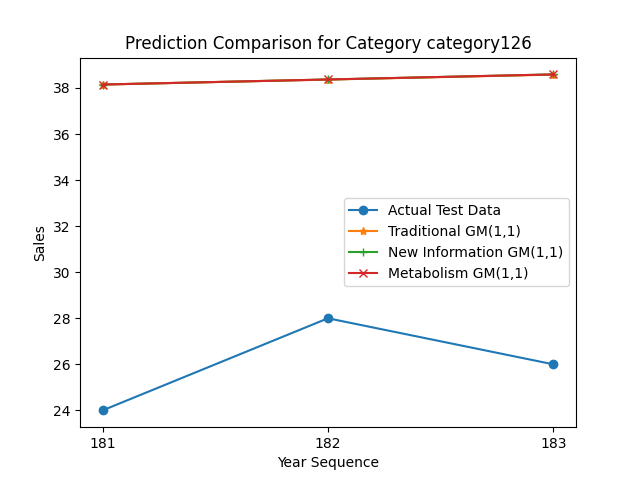 Prediction Comparison for Category category126
38
36
34
32
30
28
26
24
Sales
Actual Test Data
Traditional GM(1,1)
New Information GM(1,1)
Metabolism GM(1,1)
181
182
183
Year Sequence